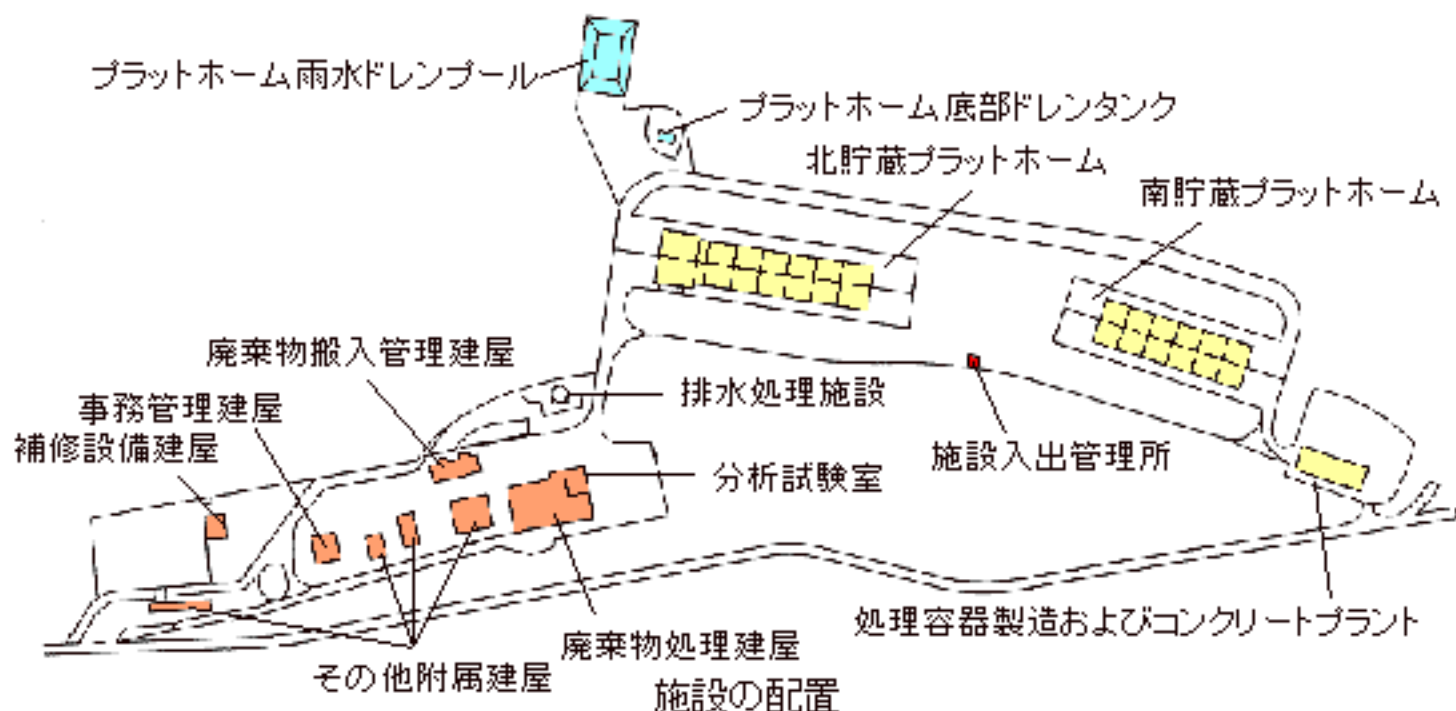 プラットホーム雨水ドレンプール
プラットホーム底部ドレンタンク
北貯蔵プラットホーム
南貯蔵プラットホーム
廃棄物搬入管理建屋
排水処理施設
事務管理建屋
補修設備建屋
施設入出管理所
分析試験室
処理容器製造およびコンクリートプラント
廃棄物処理建屋
その他附属建屋
施設の配置